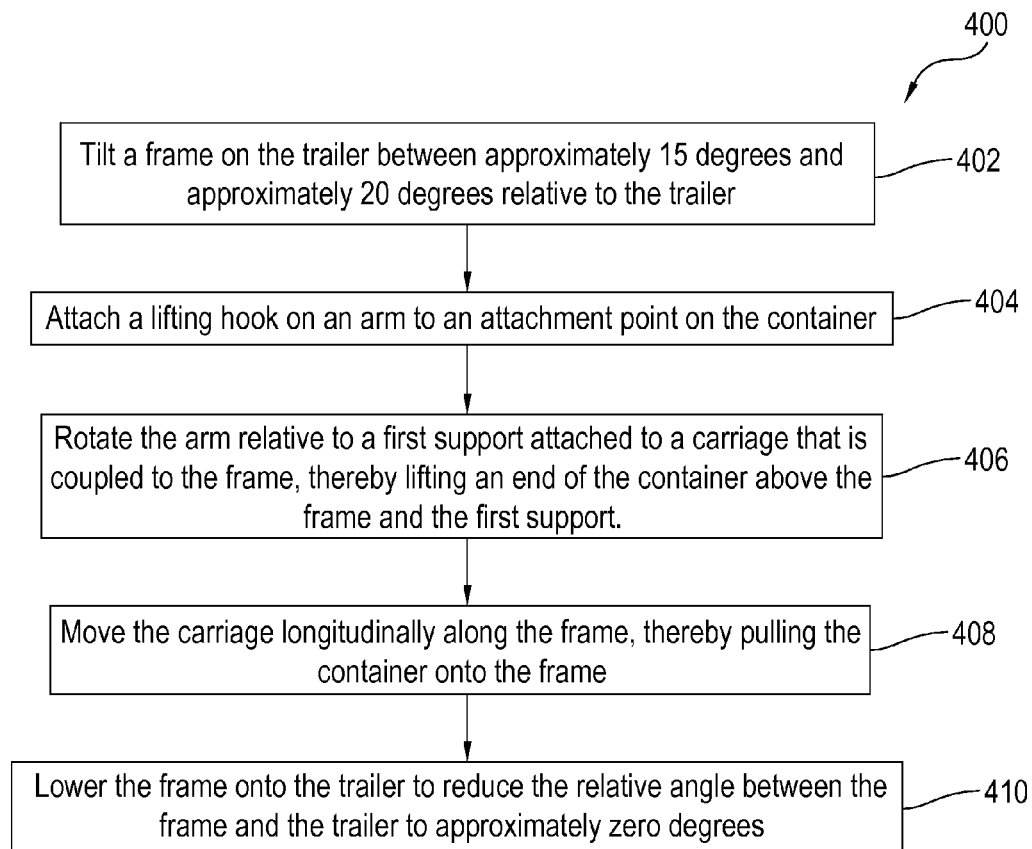 400
Tilt a frame on the trailer between approximately 15 degrees and
approximately 20 degrees relative to the trailer
402
Attach a lifting hook on an arm to an attachment point on the container
404
Rotate the arm relative to a first support attached to a carriage that is
coupled to the frame, thereby lifting an end of the container above the
frame and the first support.
406
Move the carriage longitudinally along the frame, thereby pulling the
container onto the frame
408
Lower the frame onto the trailer to reduce the relative angle between the
frame and the trailer to approximately zero degrees
410